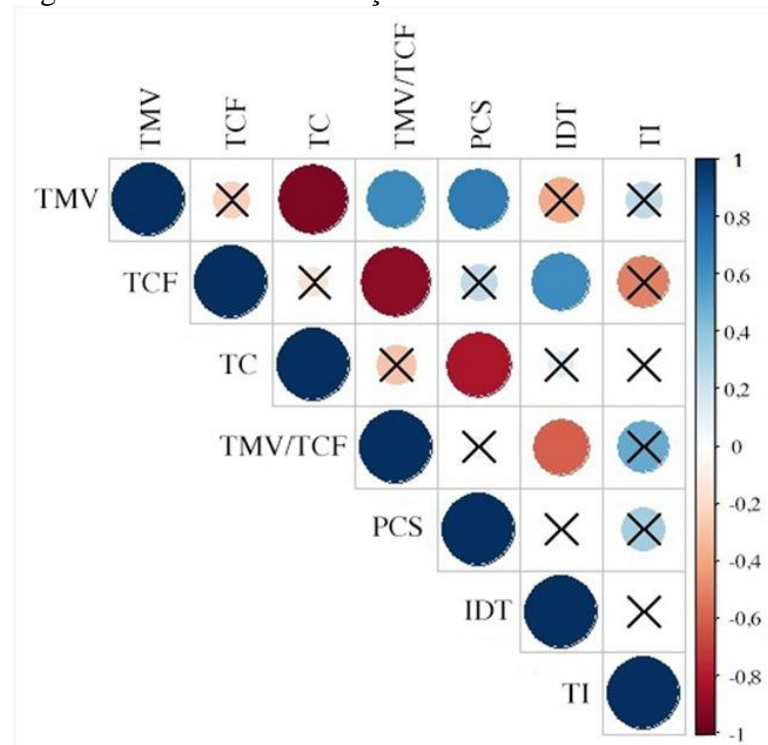 TMV TCF TC TMV/TCF PCS IDT TI
TMV
TCF
TC
TMV/TCF
PCS
IDT
TI
1
0.8
0.6
0.4
0.2
0
-0,2
-0,4
-0,6
-0,8
-1